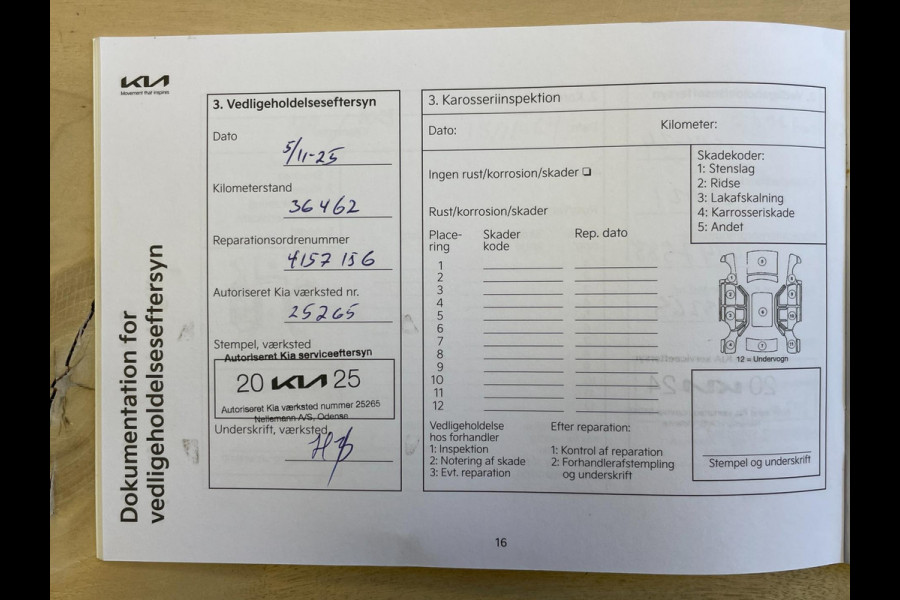 KIA
Movement that inspires
Dokumentation for
vedligeholdelseseftersyn
3. Vedligeholdelseseftersyn
Dato
5/11-25
Kilometerstand
36462
Reparationsordrenummer
4157156
Autoriseret Kia værksted nr.
25265
Stempel, værksted
Autoriseret Kia serviceeftersyn
20 KIA 25
Autoriseret Kia værksted nummer 25265
Nellemann A/S, Odense
Underskrift, værksted
3. Karosseriinspektion
Dato:
Kilometer:
Ingen rust/korrosion/skader ❏
Rust/korrosion/skader
Place-
ring
Skader
kode
Rep. dato
1
2
3
4
5
6
7
8
9
10
11
12
Skadekoder:
1: Stenslag
2: Ridse
3: Lakafskalning
4: Karrosseriskade
5: Andet
12 = Undervogn
Vedligeholdelse
hos forhandler
1: Inspektion
2: Notering af skade
3: Evt. reparation
Efter reparation:
1: Kontrol af reparation
2: Forhandlerafstempling
og underskrift
Stempel og underskrift
16